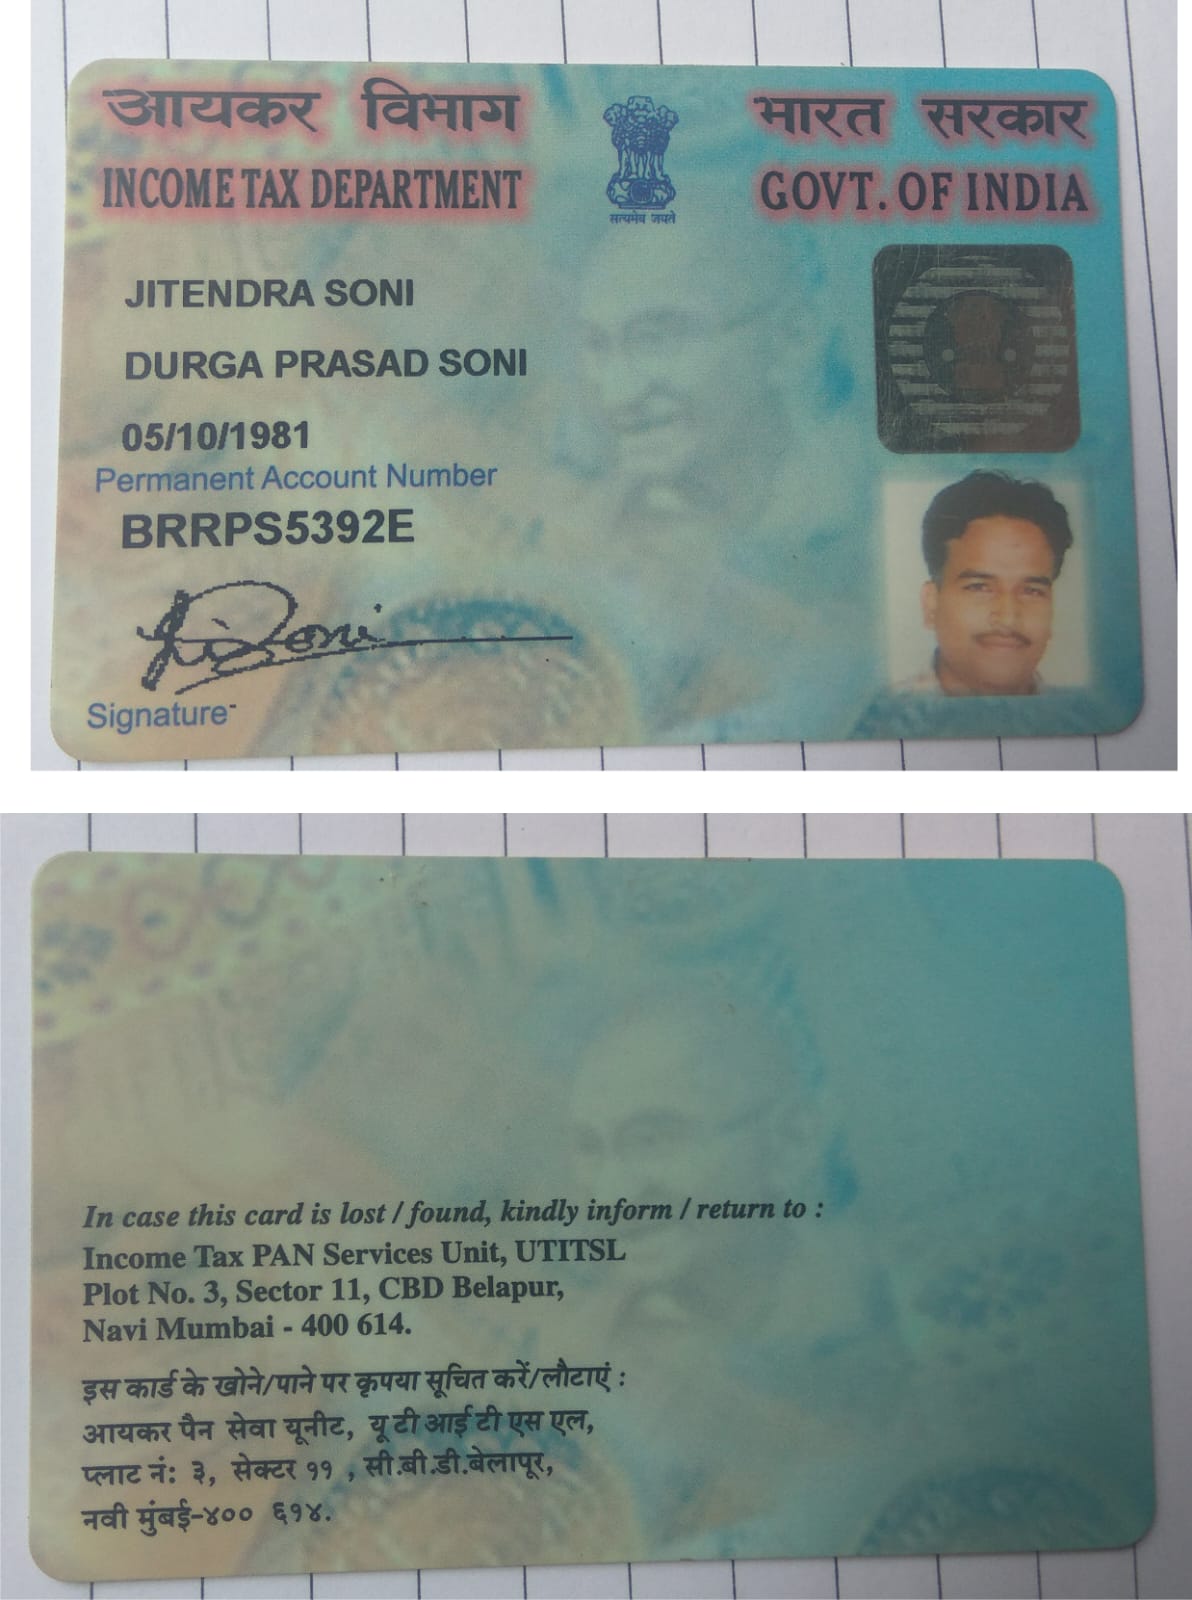 आयकर विभाग
INCOME TAX DEPARTMENT
सत्यमेव जयते
भारत सरकार
GOVT. OF INDIA
JITENDRA SONI
DURGA PRASAD SONI
05/10/1981
Permanent Account Number
BRRPS5392E
Soni
Signature
In case this card is lost / found, kindly inform / return to :
Income Tax PAN Services Unit, UTITSL
Plot No. 3, Sector 11, CBD Belapur,
Navi Mumbai - 400 614.
इस कार्ड के खोने/पाने पर कृपया सूचित करें/लौटाएं :
आयकर पैन सेवा यूनीट, यू टी आई टी एस एल,
प्लाट नं: ३, सेक्टर ११ , सी.बी.डी.बेलापूर,
नवी मुंबई-४०० ६१४.